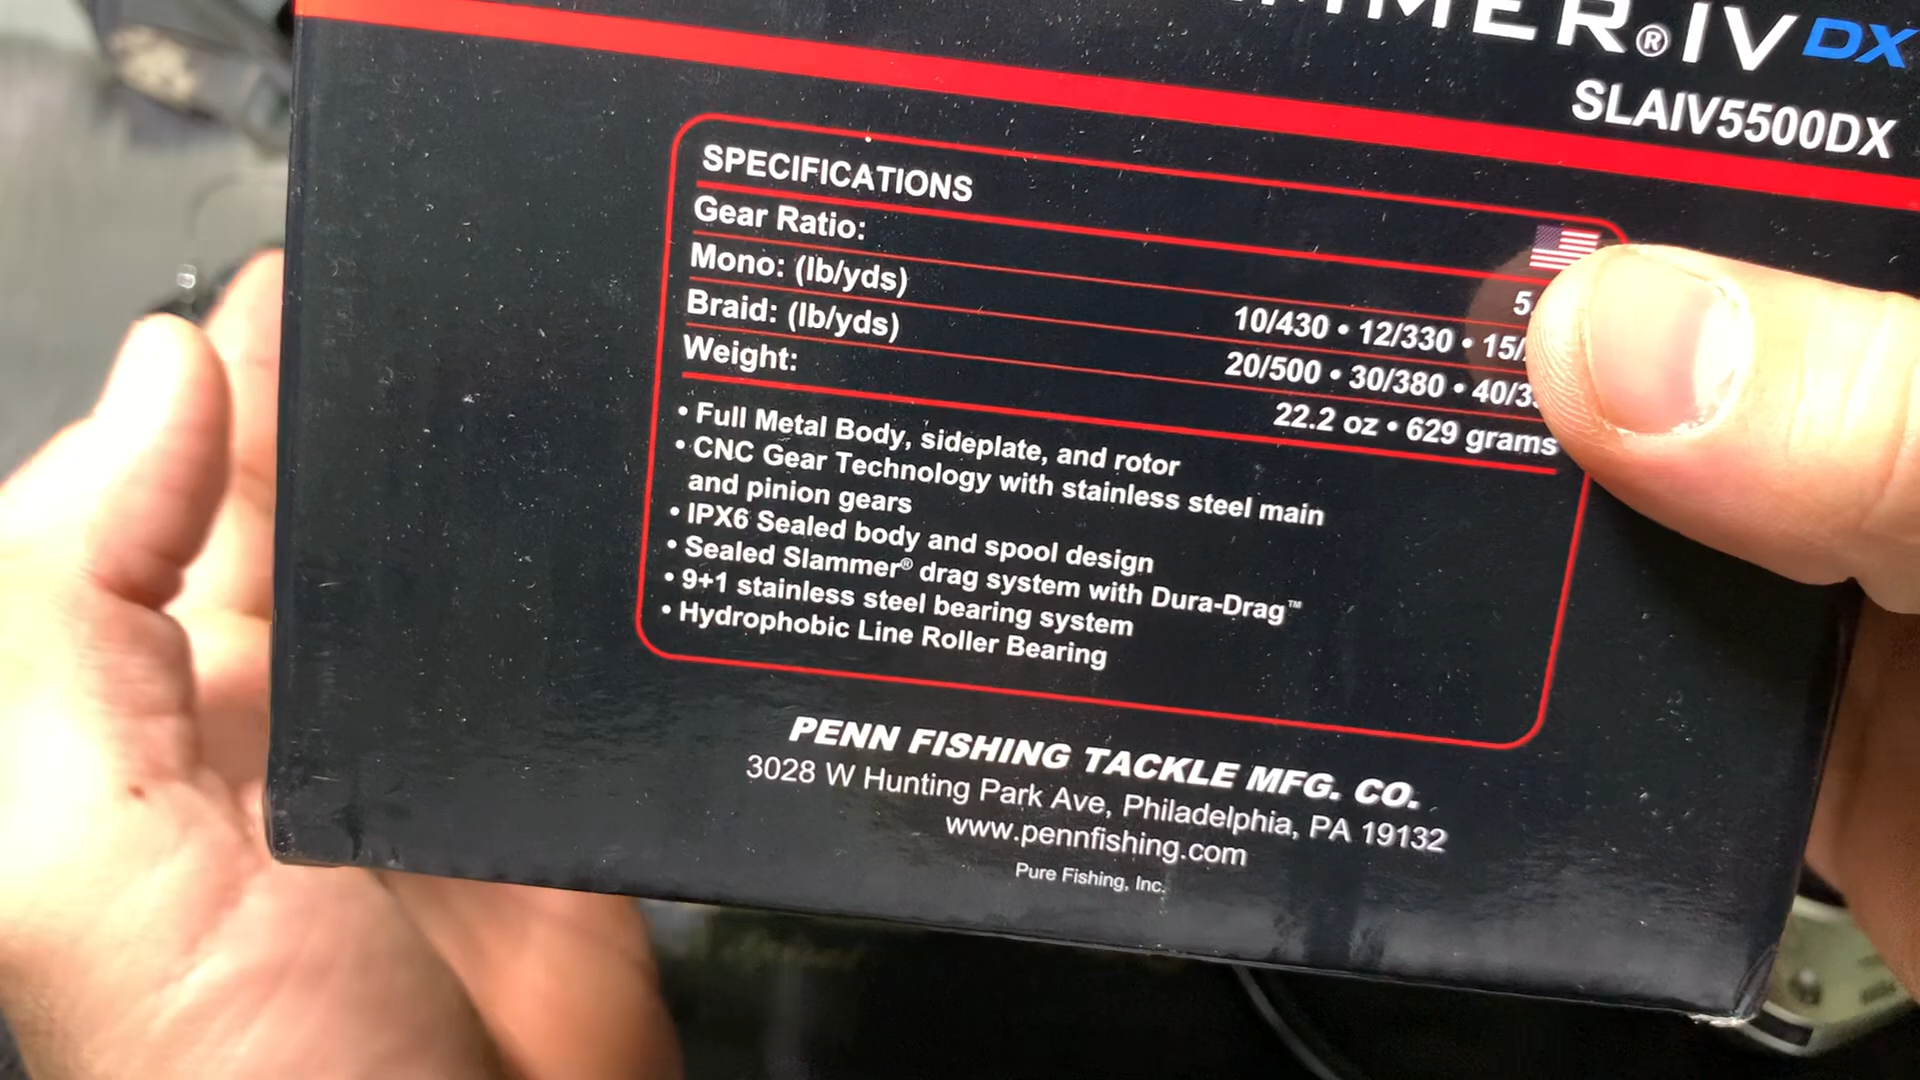 IV DX
SLAIV5500DX
SPECIFICATIONS
Gear Ratio:
Mono: (lb/yds) 10/430 • 12/330 • 15/
Braid: (lb/yds) 20/500 • 30/380 • 40/
Weight: 22.2 oz • 629 grams
• Full Metal Body, sideplate, and rotor
• CNC Gear Technology with stainless steel main
and pinion gears
• IPX6 Sealed body and spool design
• Sealed Slammer® drag system with Dura-Drag™
• 9+1 stainless steel bearing system
• Hydrophobic Line Roller Bearing
PENN FISHING TACKLE MFG. CO.
3028 W Hunting Park Ave, Philadelphia, PA 19132
www.pennfishing.com
Pure Fishing, Inc.